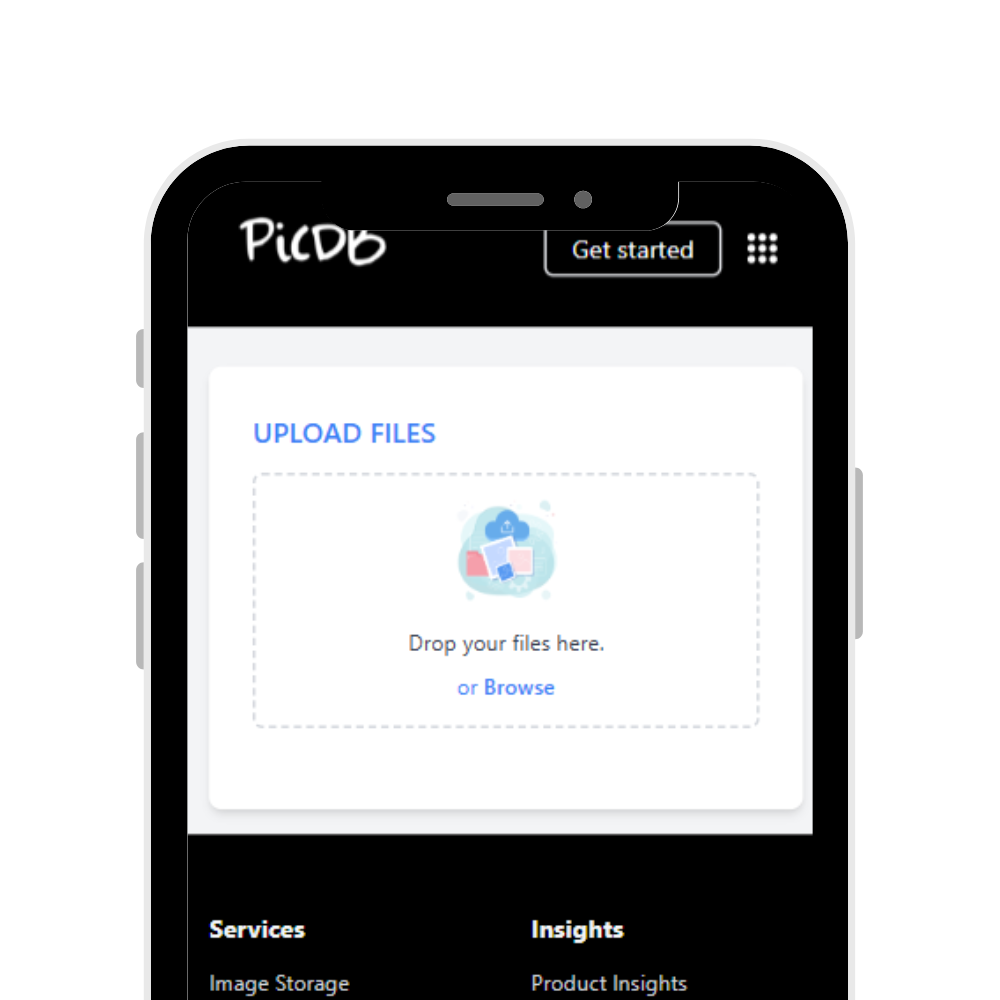 PicDB
Get started
UPLOAD FILES
Drop your files here.
or Browse
Services
Insights
Image Storage
Product Insights